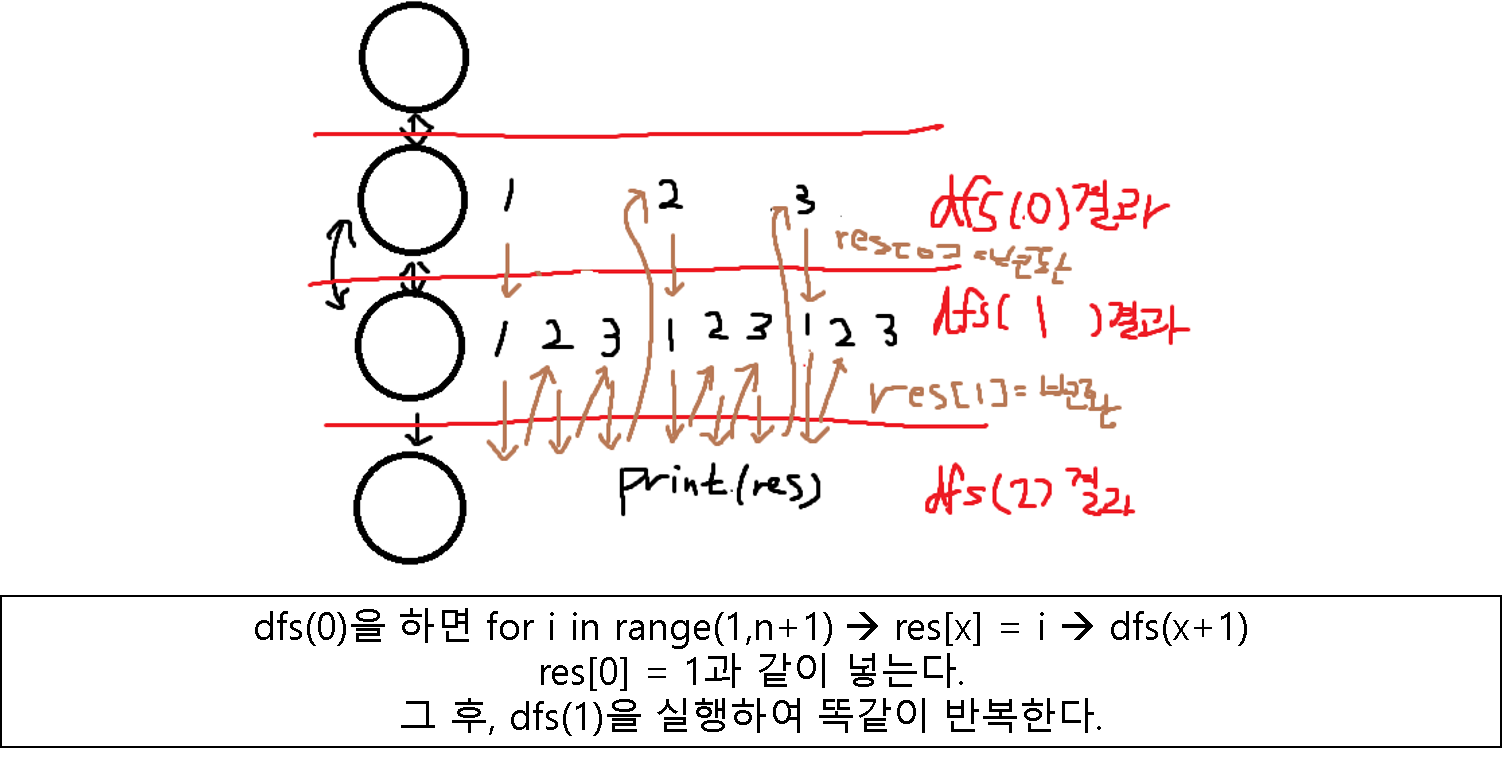 1 2 3
dfs(0)결과
res[0]=변환
1 2 3 1 2 3 1 2 3
dfs( 1 )결과
res[1]=변환
print(res)
dfs(2)결과
dfs(0)을 하면 for i in range(1,n+1) → res[x] = i → dfs(x+1)
res[0] = 1과 같이 넣는다.
그 후, dfs(1)을 실행하여 똑같이 반복한다.